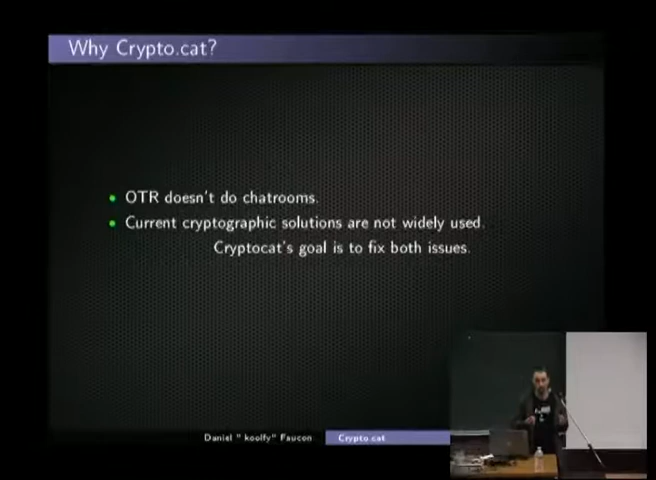 Why Crypto.cat?
OTR doesn't do chatrooms.
Current cryptographic solutions are not widely used.
Cryptocat's goal is to fix both issues.
Daniel "koolfy" Faucon
Crypto.cat